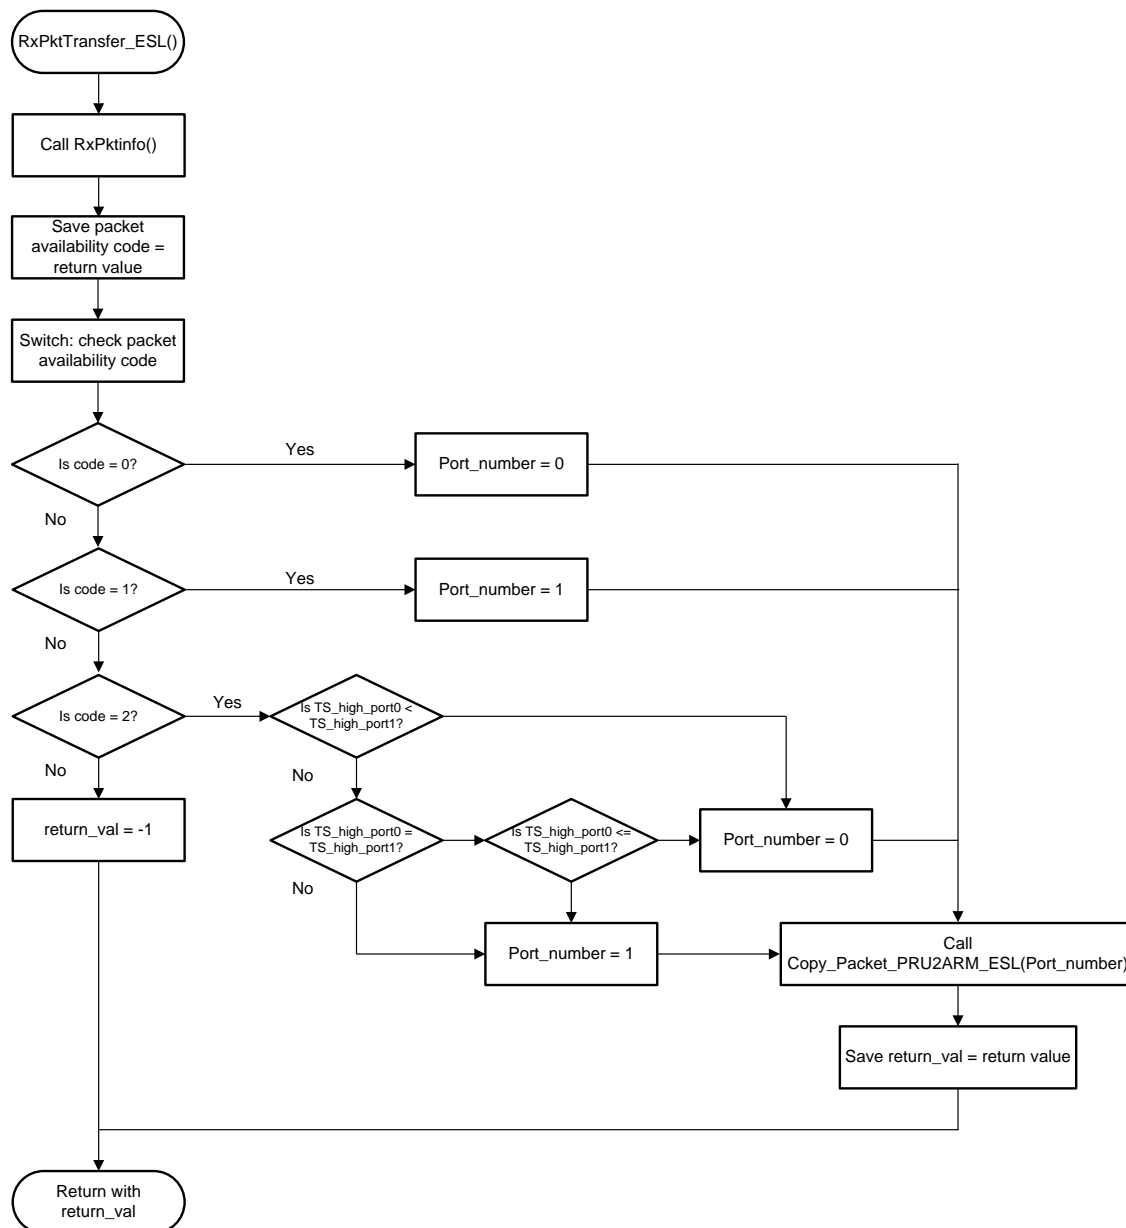 RxPktTransfer_ESL()
Call RxPktinfo()
Save packet
availability code =
return value
Switch: check packet
availability code
Is code = 0?
Yes
Port_number = 0
No
Is code = 1?
Yes
Port_number = 1
No
Is code = 2?
Yes
Is TS_high_port0 <
TS_high_port1?
No
No
return_val = -1
Is TS_high_port0 =
TS_high_port1?
Is TS_high_port0 <=
TS_high_port1?
Port_number = 0
No
Port_number = 1
Call
Copy_Packet_PRU2ARM_ESL(Port_number)
Save return_val = return value
Return with
return_val